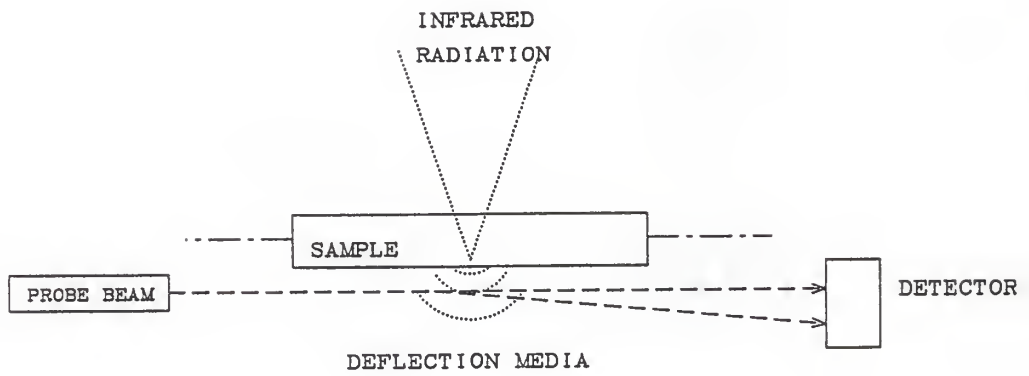 INFRARED
RADIATION
SAMPLE
PROBE BEAM
DETECTOR
DEFLECTION MEDIA